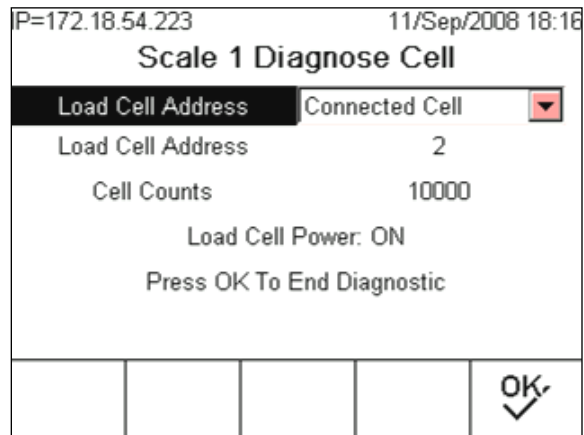 IP=172.18.54.223 11/Sep/2008 18:16
Scale 1 Diagnose Cell
Load Cell Address Connected Cell
Load Cell Address 2
Cell Counts 10000
Load Cell Power: ON
Press OK To End Diagnostic
OK